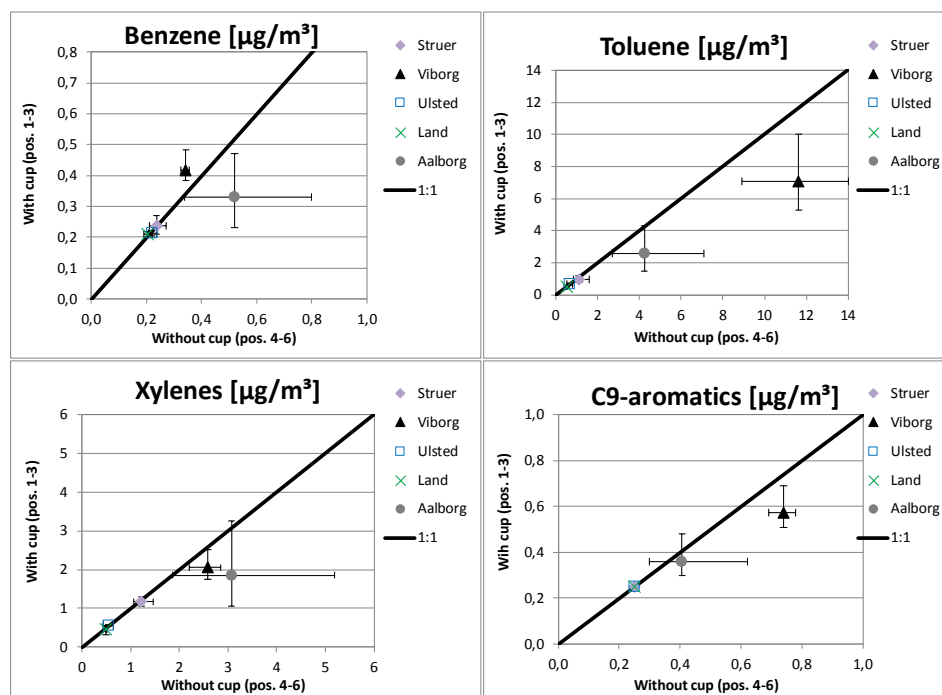 Benzene [µg/m³]
0,8
0,7
0,6
0,5
0,4
0,3
0,2
0,1
0,0
0,0 0,2 0,4 0,6 0,8 1,0
With cup (pos. 1-3)
Without cup (pos. 4-6)
Struer
Viborg
Ulsted
Land
Aalborg
1:1
Toluene [µg/m³]
14
12
10
8
6
4
2
0
0 2 4 6 8 10 12 14
With cup (pos. 1-3)
Without cup (pos. 4-6)
Struer
Viborg
Ulsted
Land
Aalborg
1:1
Xylenes [µg/m³]
6
5
4
3
2
1
0
0 1 2 3 4 5 6
With cup (pos. 1-3)
Without cup (pos. 4-6)
Struer
Viborg
Ulsted
Land
Aalborg
1:1
C9-aromatics [µg/m³]
1,0
0,8
0,6
0,4
0,2
0,0
0,0 0,2 0,4 0,6 0,8 1,0
Wih cup (pos. 1-3)
Without cup (pos. 4-6)
Struer
Viborg
Ulsted
Land
Aalborg
1:1